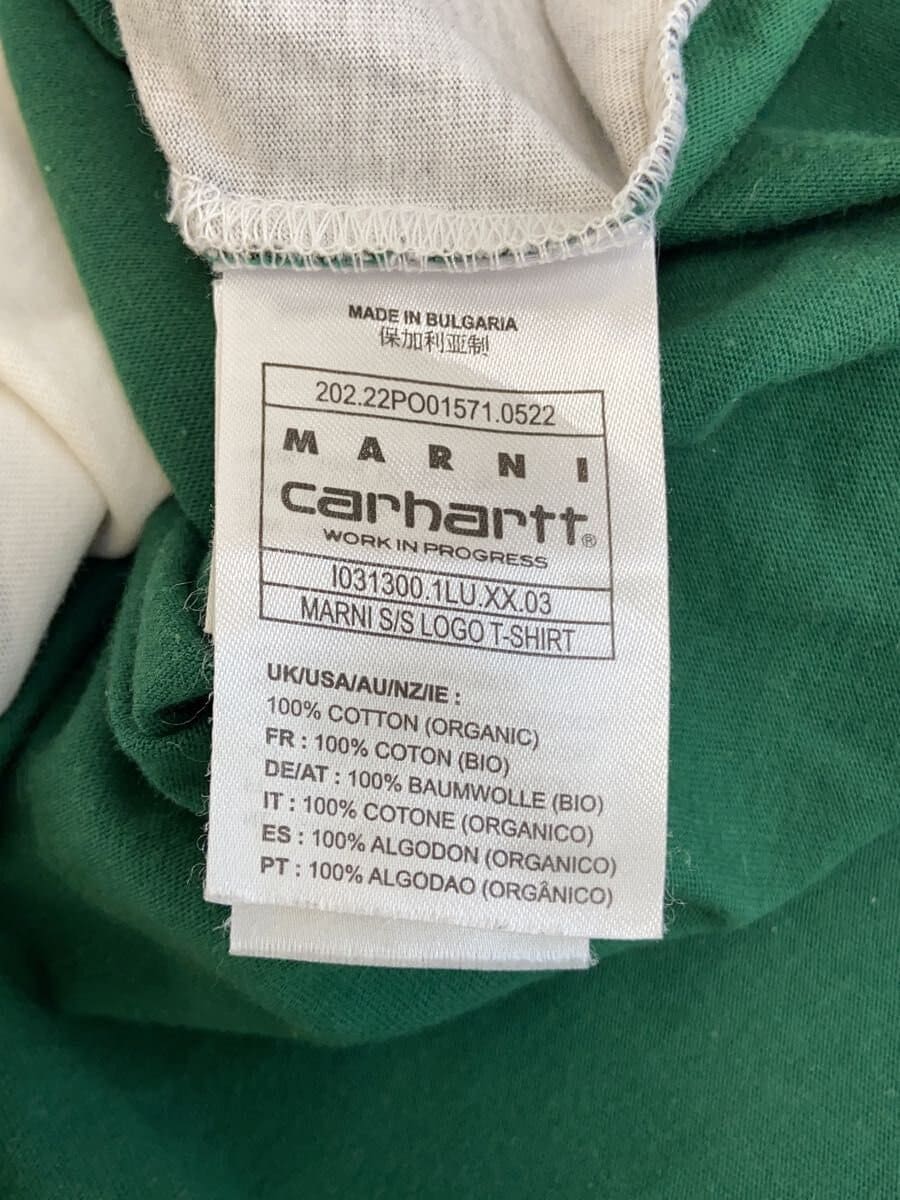 MADE IN BULGARIA
保加利亚制
202.22PO01571.0522
MARNI
carhartt®
WORK IN PROGRESS
I031300.1LU.XX.03
MARNI S/S LOGO T-SHIRT
UK/USA/AU/NZ/IE :
100% COTTON (ORGANIC)
FR : 100% COTON (BIO)
DE/AT : 100% BAUMWOLLE (BIO)
IT : 100% COTONE (ORGANICO)
ES : 100% ALGODON (ORGANICO)
PT : 100% ALGODAO (ORGÂNICO)